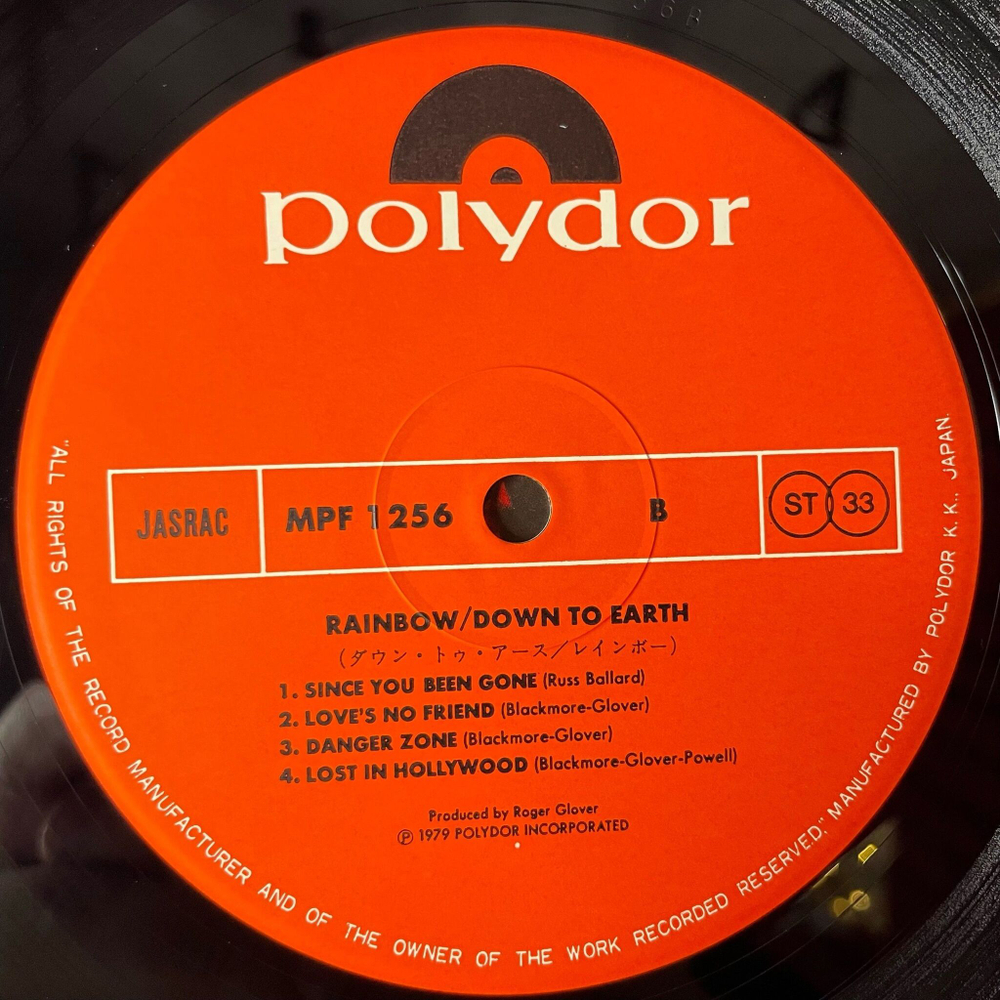 polydor
JASRAC
MPF 1256
B
ST 33
RAINBOW/DOWN TO EARTH
(ダウン・トゥ・アース/レインボー)
1. SINCE YOU BEEN GONE (Russ Ballard)
2. LOVE'S NO FRIEND (Blackmore-Glover)
3. DANGER ZONE (Blackmore-Glover)
4. LOST IN HOLLYWOOD (Blackmore-Glover-Powell)
Produced by Roger Glover
Ⓟ 1979 POLYDOR INCORPORATED
"ALL RIGHTS OF THE RECORD MANUFACTURER AND OF THE OWNER OF THE WORK RECORDED RESERVED." MANUFACTURED BY POLYDOR K. K., JAPAN.